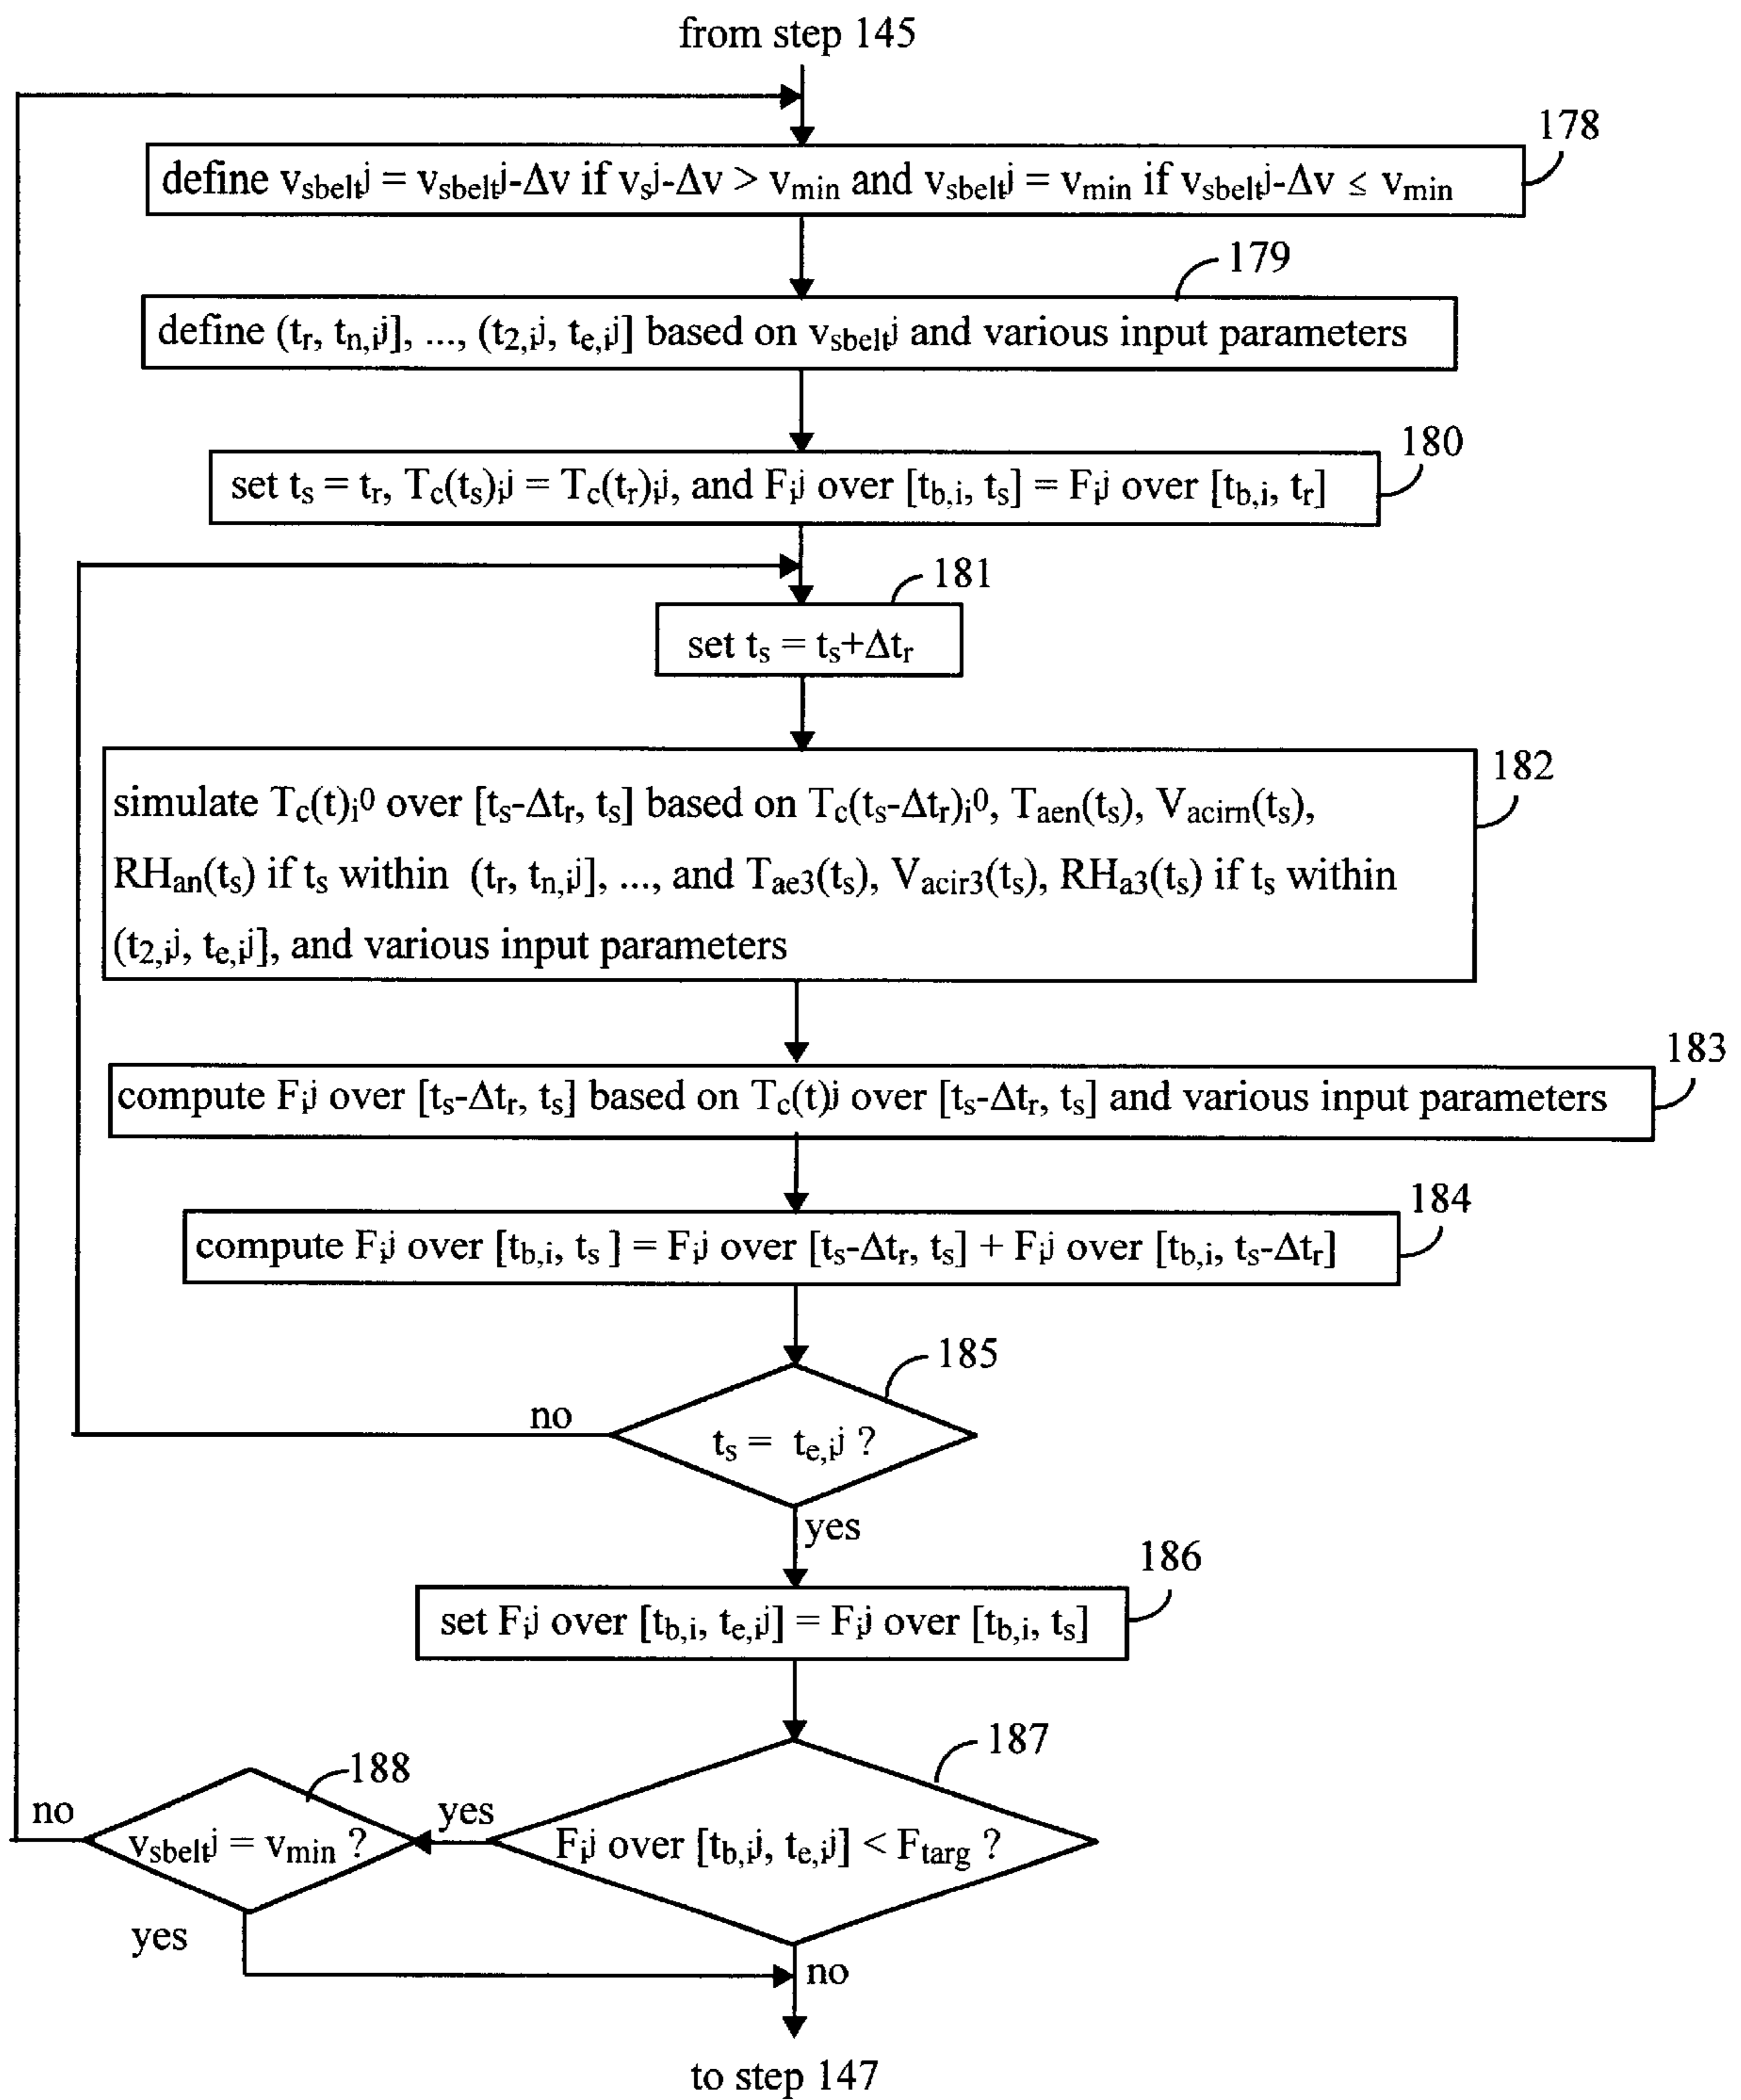 from step 145
178
define vsbeltj = vsbeltj-Δv if vsj-Δv > vmin and vsbeltj = vmin if vsbeltj-Δv ≤ vmin
179
define (tr, tn,ij], ..., (t2,ij, te,ij] based on vsbeltj and various input parameters
180
set ts = tr, Tc(ts)ij = Tc(tr)ij, and Fij over [tb,i, ts] = Fij over [tb,i, tr]
181
set ts = ts+Δtr
182
simulate Tc(t)i0 over [ts-Δtr, ts] based on Tc(ts-Δtr)i0, Taen(ts), Vacirn(ts),
RHan(ts) if ts within (tr, tn,ij], ..., and Tae3(ts), Vacir3(ts), RHa3(ts) if ts within
(t2,ij, te,ij], and various input parameters
183
compute Fij over [ts-Δtr, ts] based on Tc(t)ij over [ts-Δtr, ts] and various input parameters
184
compute Fij over [tb,i, ts ] = Fij over [ts-Δtr, ts] + Fij over [tb,i, ts-Δtr]
185
no
ts = te,ij ?
yes
186
set Fij over [tb,i, te,ij] = Fij over [tb,i, ts]
187
188
no
vsbeltj = vmin ?
yes
Fij over [tb,ij, te,ij] < Ftarg ?
yes
no
to step 147